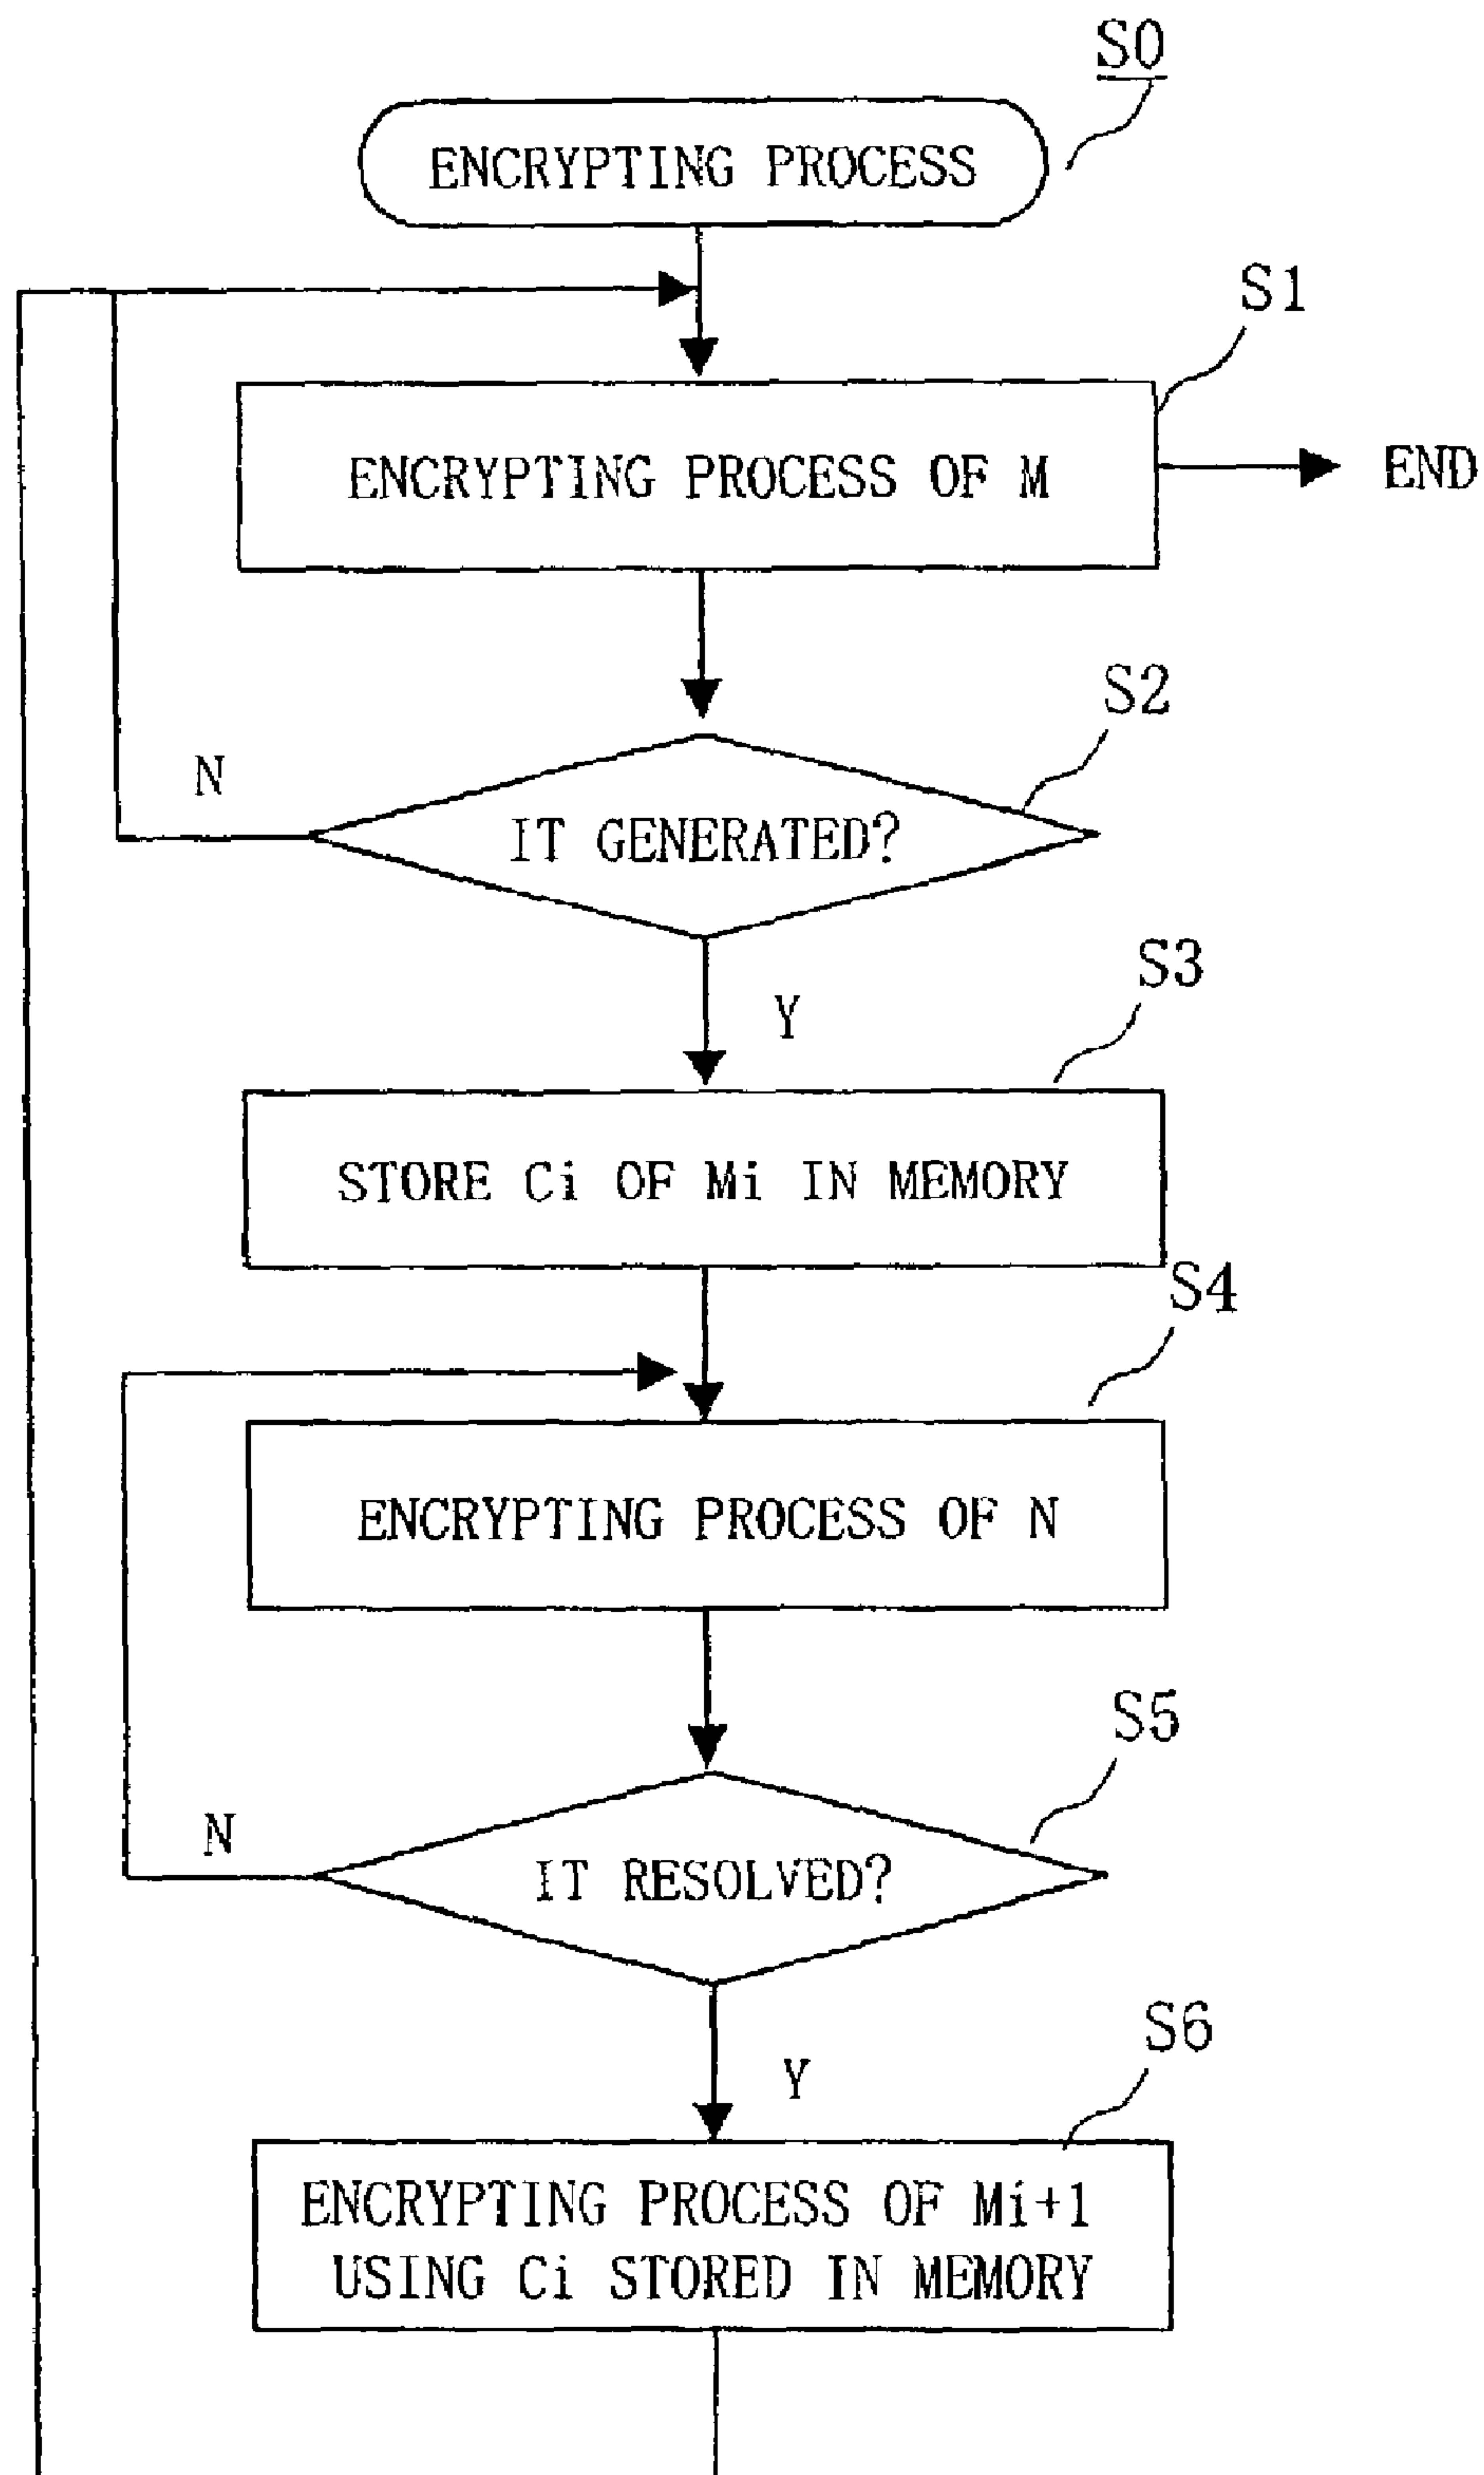 S0
ENCRYPTING PROCESS
S1
ENCRYPTING PROCESS OF M
END
S2
N
IT GENERATED?
S3
Y
STORE Ci OF Mi IN MEMORY
S4
ENCRYPTING PROCESS OF N
S5
N
IT RESOLVED?
S6
Y
ENCRYPTING PROCESS OF Mi+1
USING Ci STORED IN MEMORY